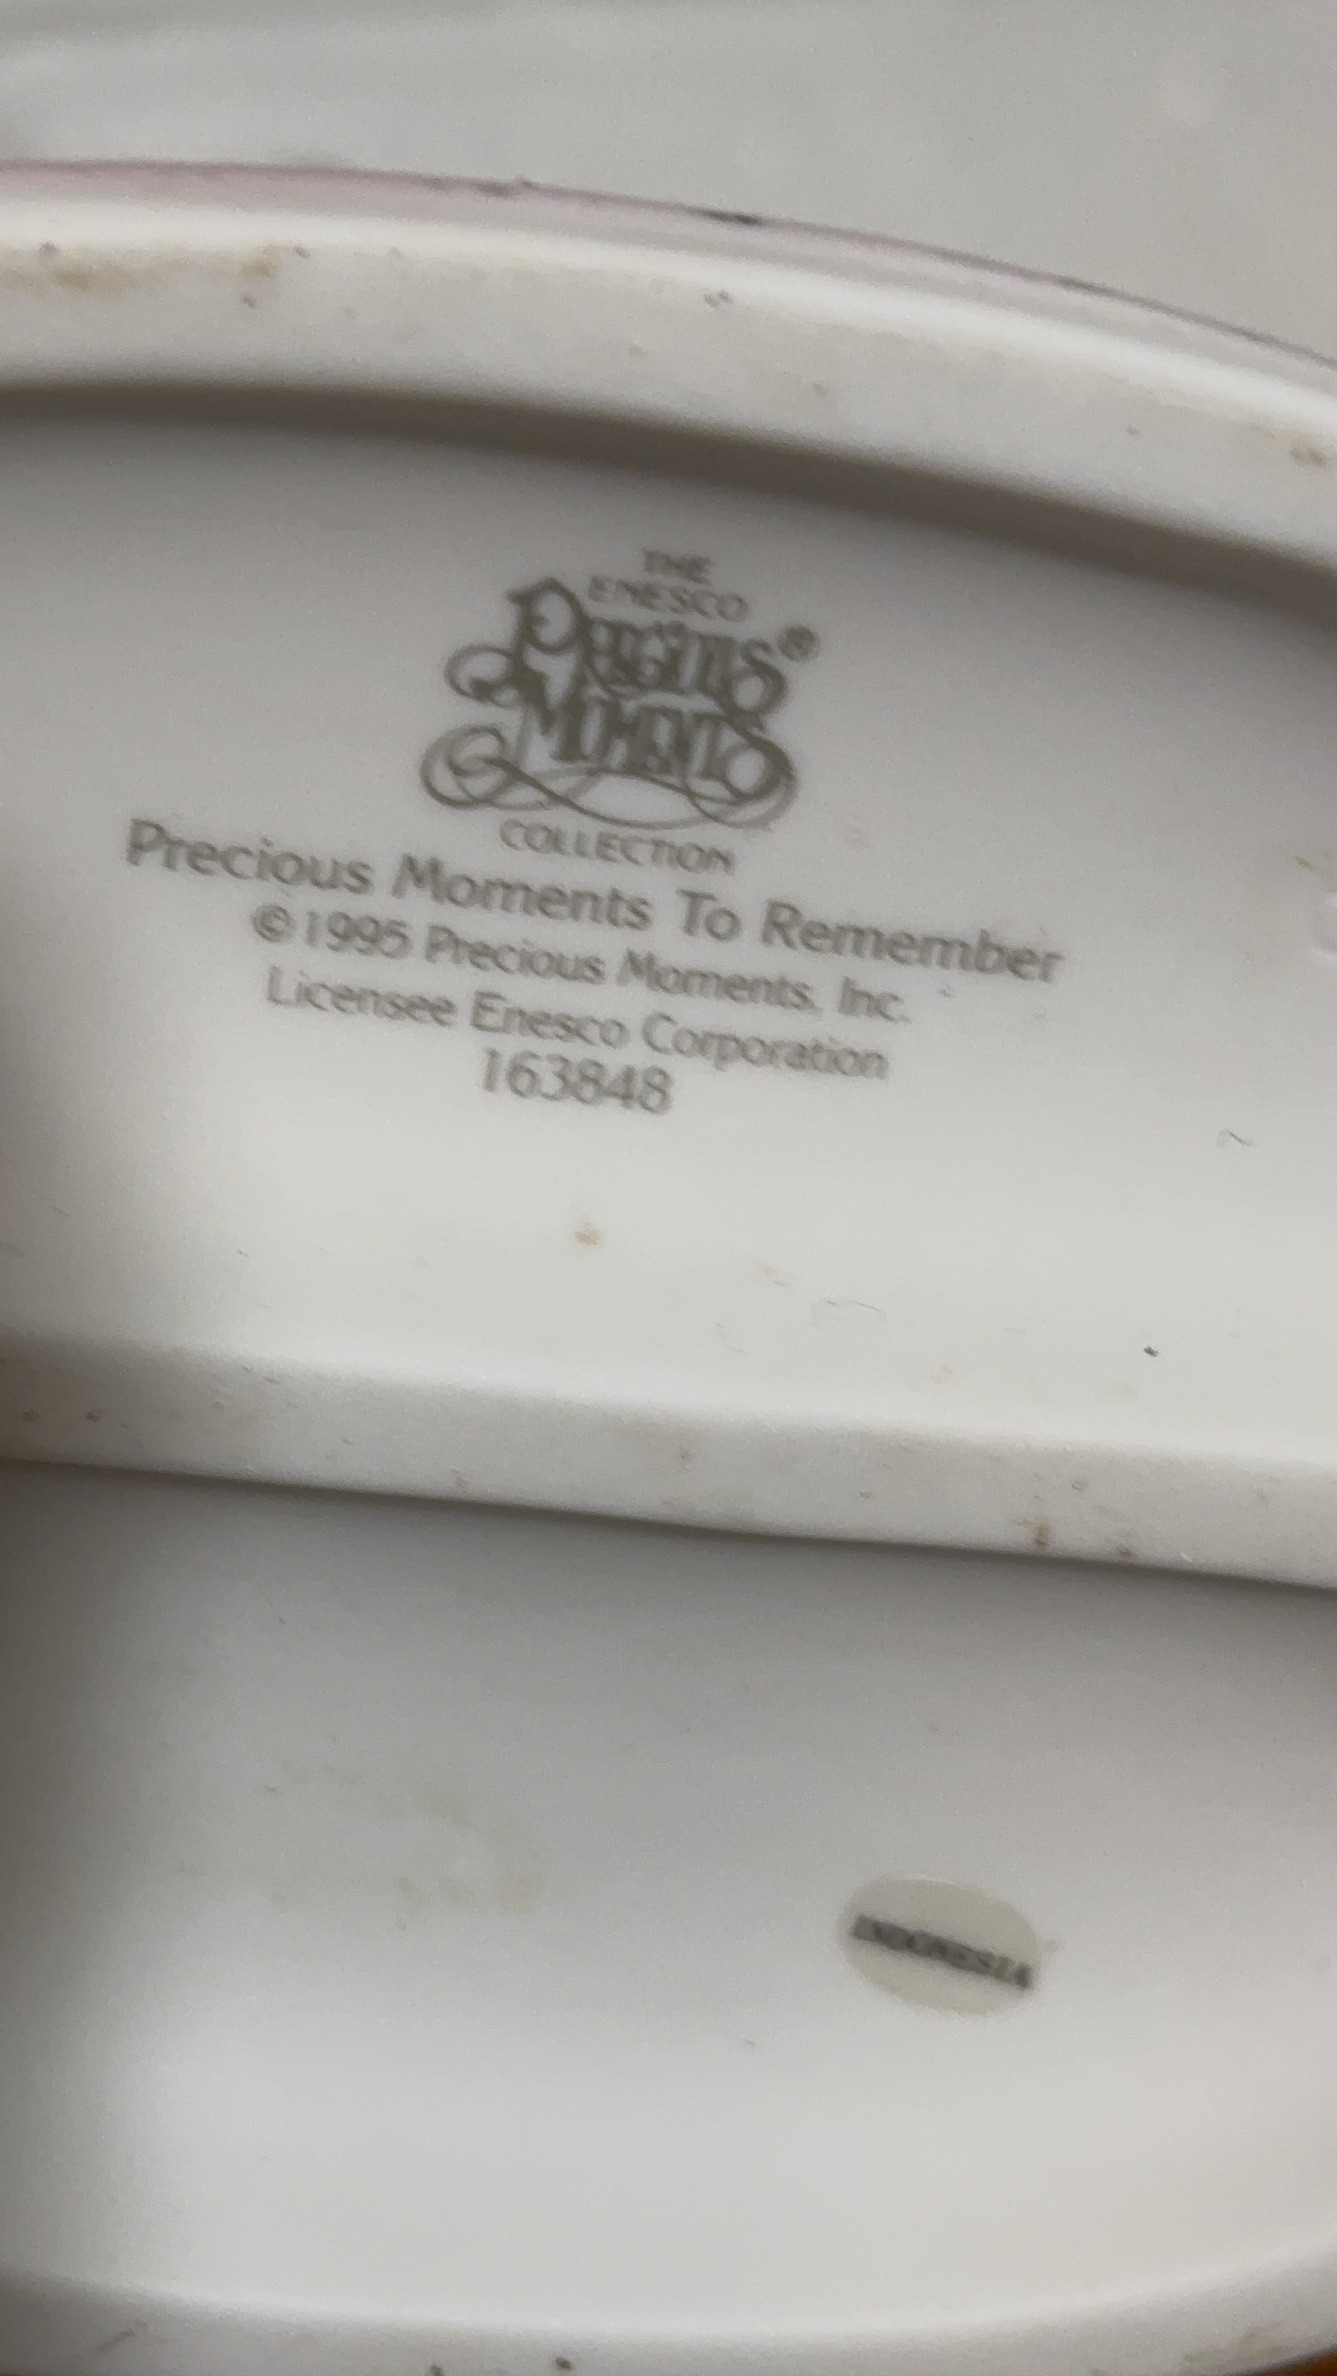 THE
ENESCO
PRECIOUS®
MOMENTS
COLLECTION
Precious Moments To Remember
©1995 Precious Moments, Inc.
Licensee Enesco Corporation
163848
INDONESIA